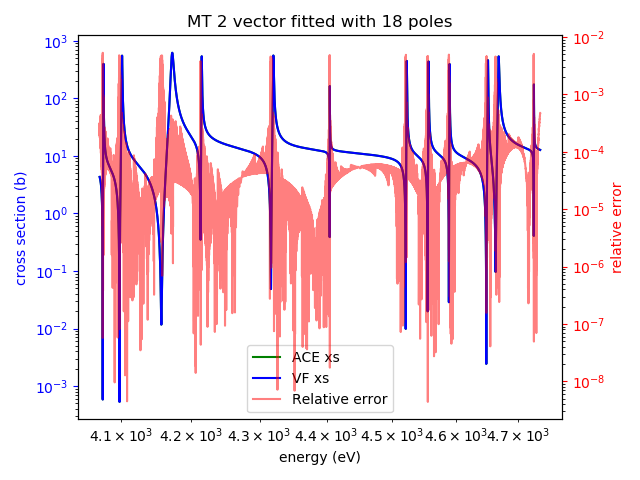 MT 2 vector fitted with 18 poles
10³
10²
10¹
10⁰
10⁻¹
10⁻²
10⁻³
cross section (b)
10⁻²
10⁻³
10⁻⁴
10⁻⁵
10⁻⁶
10⁻⁷
10⁻⁸
relative error
ACE xs
VF xs
Relative error
4.1 × 10³ 4.2 × 10³ 4.3 × 10³ 4.4 × 10³ 4.5 × 10³ 4.6 × 10³ 4.7 × 10³
energy (eV)